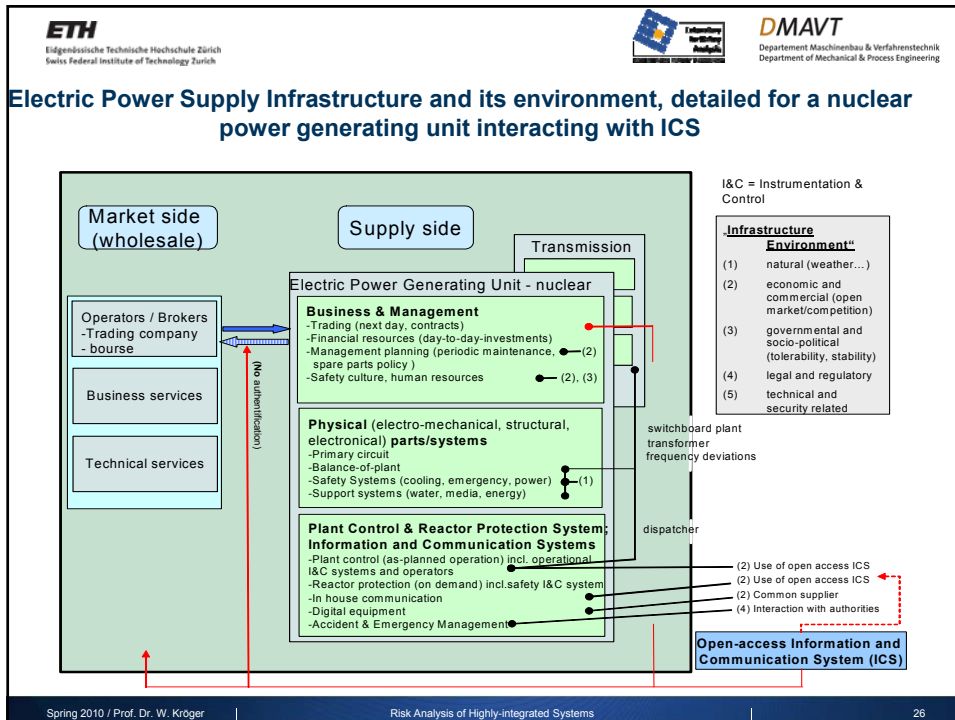 ETH
Eidgenössische Technische Hochschule Zürich
Swiss Federal Institute of Technology Zurich
Laboratory
for Safety
Analysis
DMAVT
Departement Maschinenbau & Verfahrenstechnik
Department of Mechanical & Process Engineering
Electric Power Supply Infrastructure and its environment, detailed for a nuclear
power generating unit interacting with ICS
Market side
(wholesale)
Supply side
Transmission
Operators / Brokers
-Trading company
- bourse
Business services
Technical services
(No authentification)
Electric Power Generating Unit - nuclear
Business & Management
-Trading (next day, contracts)
-Financial resources (day-to-day-investments)
-Management planning (periodic maintenance,
spare parts policy )
(2)
-Safety culture, human resources
(2), (3)
Physical (electro-mechanical, structural,
electronical) parts/systems
-Primary circuit
-Balance-of-plant
-Safety Systems (cooling, emergency, power)
(1)
-Support systems (water, media, energy)
Plant Control & Reactor Protection System;
Information and Communication Systems
-Plant control (as-planned operation) incl. operational
I&C systems and operators
-Reactor protection (on demand) incl.safety I&C system
-In house communication
-Digital equipment
-Accident & Emergency Management
switchboard plant
transformer
frequency deviations
dispatcher
I&C = Instrumentation &
Control
„Infrastructure
Environment“
(1) natural (weather…)
(2) economic and
commercial (open
market/competition)
(3) governmental and
socio-political
(tolerability, stability)
(4) legal and regulatory
(5) technical and
security related
(2) Use of open access ICS
(2) Use of open access ICS
(2) Common supplier
(4) Interaction with authorities
Open-access Information and
Communication System (ICS)
Spring 2010 / Prof. Dr. W. Kröger
Risk Analysis of Highly-integrated Systems
26